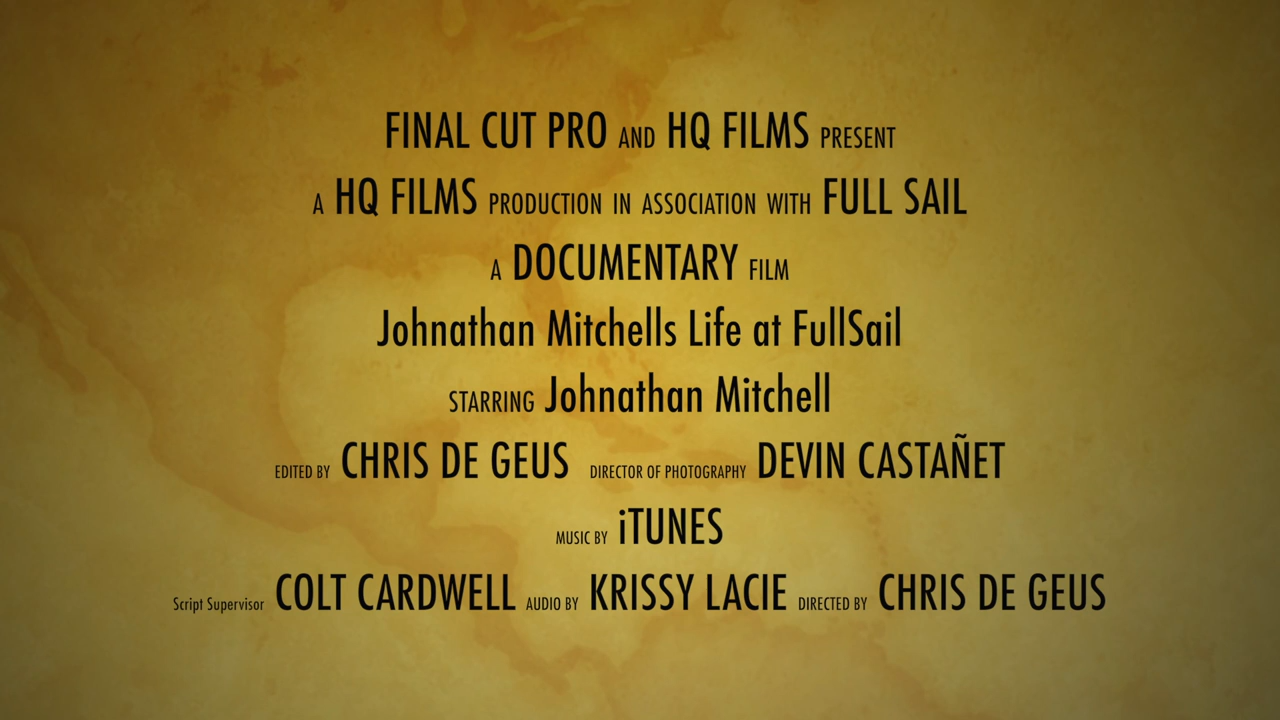 FINAL CUT PRO AND HQ FILMS PRESENT
A HQ FILMS PRODUCTION IN ASSOCIATION WITH FULL SAIL
A DOCUMENTARY FILM
Johnathan Mitchells Life at FullSail
STARRING Johnathan Mitchell
EDITED BY CHRIS DE GEUS DIRECTOR OF PHOTOGRAPHY DEVIN CASTAÑET
MUSIC BY iTUNES
Script Supervisor COLT CARDWELL AUDIO BY KRISSY LACIE DIRECTED BY CHRIS DE GEUS